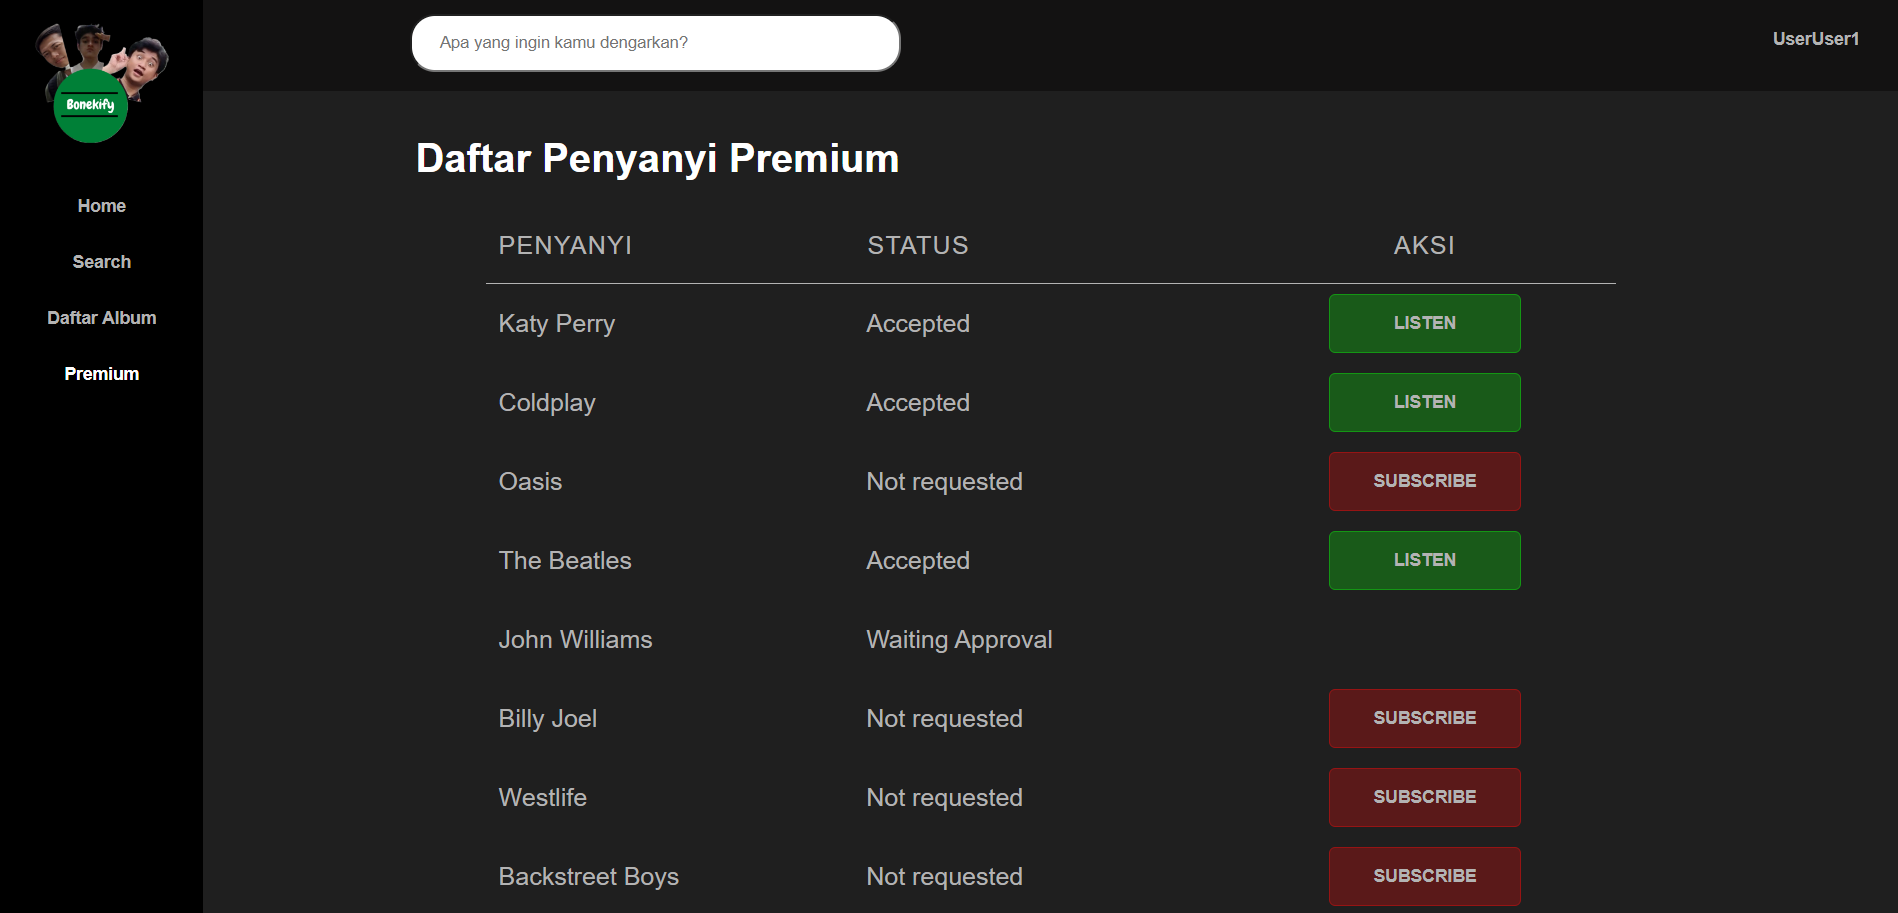 Bonekify
Apa yang ingin kamu dengarkan?
UserUser1
Home
Search
Daftar Album
Premium
Daftar Penyanyi Premium
PENYANYI STATUS AKSI
Katy Perry Accepted LISTEN
Coldplay Accepted LISTEN
Oasis Not requested SUBSCRIBE
The Beatles Accepted LISTEN
John Williams Waiting Approval
Billy Joel Not requested SUBSCRIBE
Westlife Not requested SUBSCRIBE
Backstreet Boys Not requested SUBSCRIBE